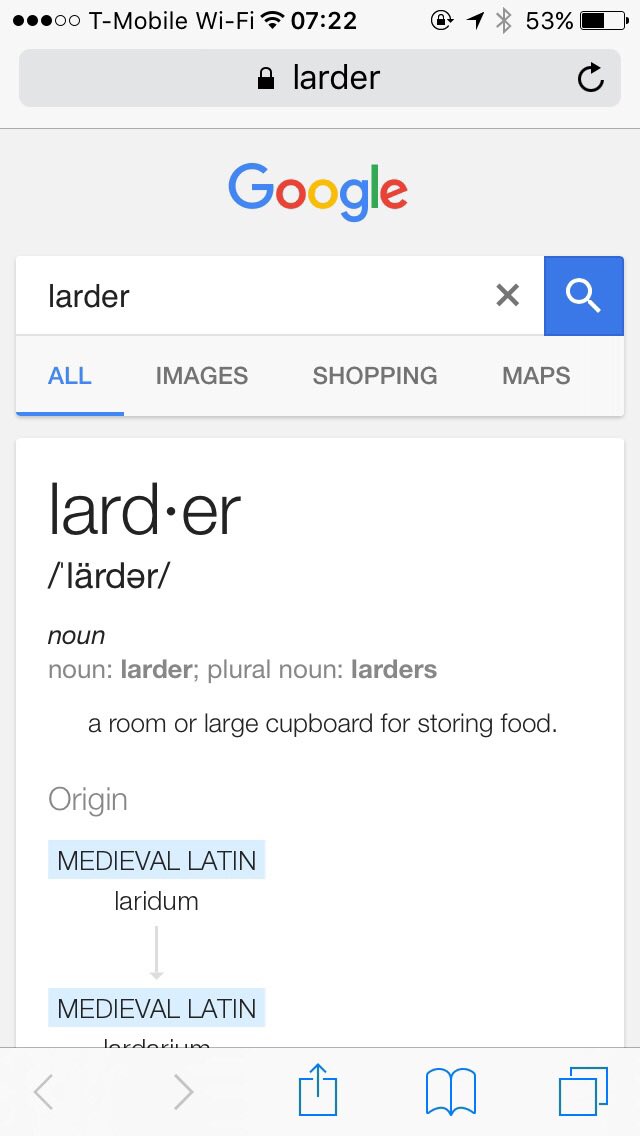 T-Mobile Wi-Fi 07:22 53%
larder
Google
larder
ALL IMAGES SHOPPING MAPS
lard·er
/ˈlärdər/
noun
noun: larder; plural noun: larders
a room or large cupboard for storing food.
Origin
MEDIEVAL LATIN
laridum
MEDIEVAL LATIN
lardarium